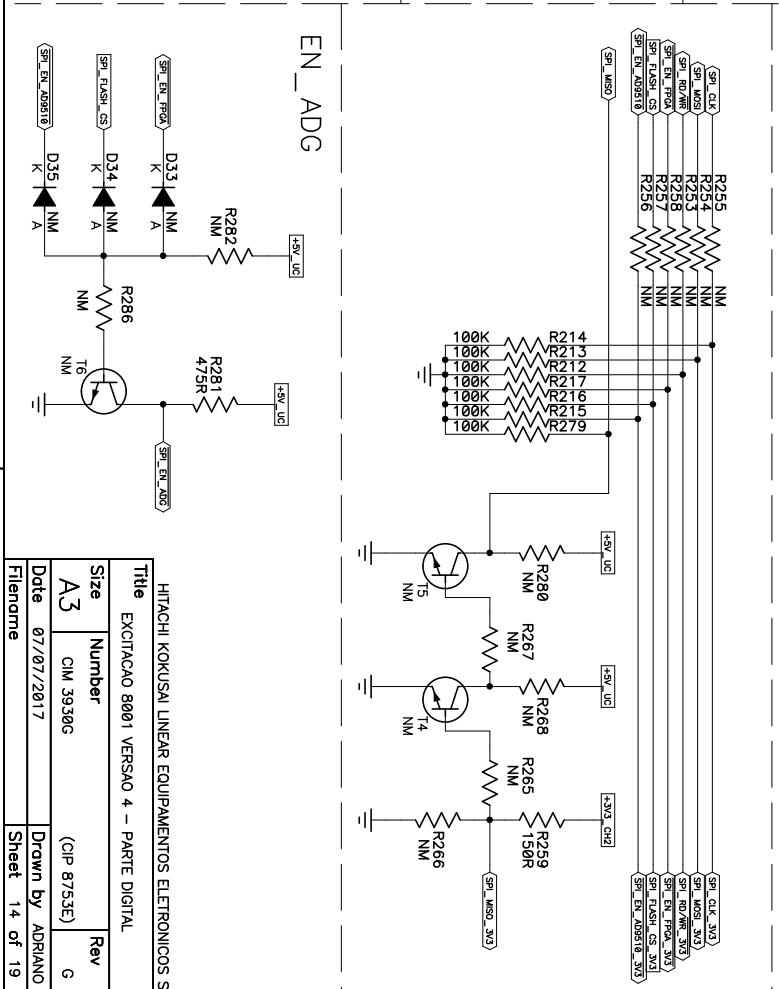 EN_ADG
SPI_EN_FPGA
SPI_FLASH_CS
SPI_EN_AD9510
D33
NM
K
A
D34
NM
K
A
D35
NM
K
A
R282
NM
+5V_UC
R286
NM
T6
NM
R281
475R
+5V_UC
SPI_EN_ADG
SPI_CLK
SPI_MOSI
SPI_RD/WR
SPI_EN_FPGA
SPI_FLASH_CS
SPI_EN_AD9510
SPI_MISO
R255 NM
R254 NM
R253 NM
R258 NM
R257 NM
R256 NM
100K R214
100K R213
100K R212
100K R217
100K R216
100K R215
100K R279
+5V_UC
R280
NM
T5
NM
R267
NM
+5V_UC
R268
NM
T4
NM
R265
NM
+3V3_CH2
R259
150R
R266
NM
SPI_MISO_3V3
SPI_CLK_3V3
SPI_MOSI_3V3
SPI_RD/WR_3V3
SPI_EN_FPGA_3V3
SPI_FLASH_CS_3V3
SPI_EN_AD9510_3V3
HITACHI KOKUSAI LINEAR EQUIPAMENTOS ELETRONICOS S
Title
EXCITACAO 8001 VERSAO 4 - PARTE DIGITAL
Size Number Rev
A3 CIM 3930G (CIP 8753E) G
Date 07/07/2017 Drawn by ADRIANO
Filename Sheet 14 of 19